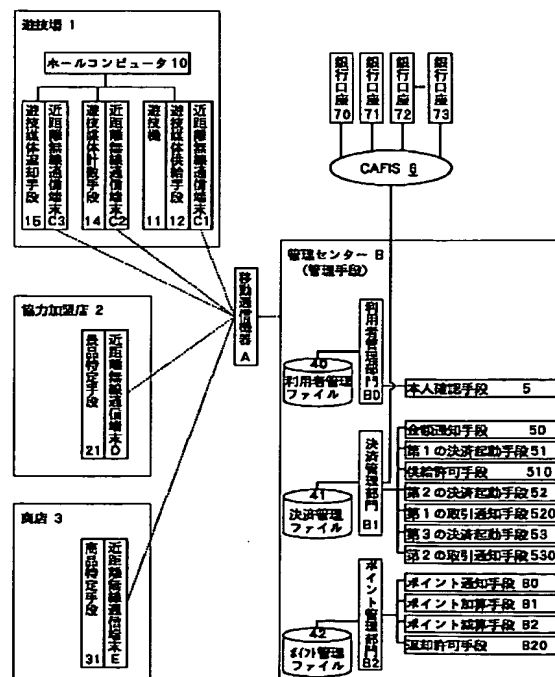 遊技場 1
ホールコンピュータ 10
遊技媒体返却手段 15
近距離無線通信端末 C3
遊技媒体計数手段 14
近距離無線通信端末 C2
遊技機 11
遊技媒体供給手段 12
近距離無線通信端末 C1
銀行口座 70
銀行口座 71
銀行口座 72
銀行口座 73
CAFIS 6
移動通信機器 A
協力加盟店 2
景品特定手段 21
近距離無線通信端末 D
商店 3
商品特定手段 31
近距離無線通信端末 E
管理センター B
(管理手段)
40
利用者管理
ファイル
利用者管理部門 B0
本人確認手段 5
41
決済管理
ファイル
決済管理部門 B1
金額通知手段 50
第1の決済起動手段 51
供給許可手段 510
第2の決済起動手段 52
第1の取引通知手段 520
第3の決済起動手段 53
第2の取引通知手段 530
42
ポイント管理
ファイル
ポイント管理部門 B2
ポイント通知手段 80
ポイント加算手段 81
ポイント減算手段 82
返却許可手段 820